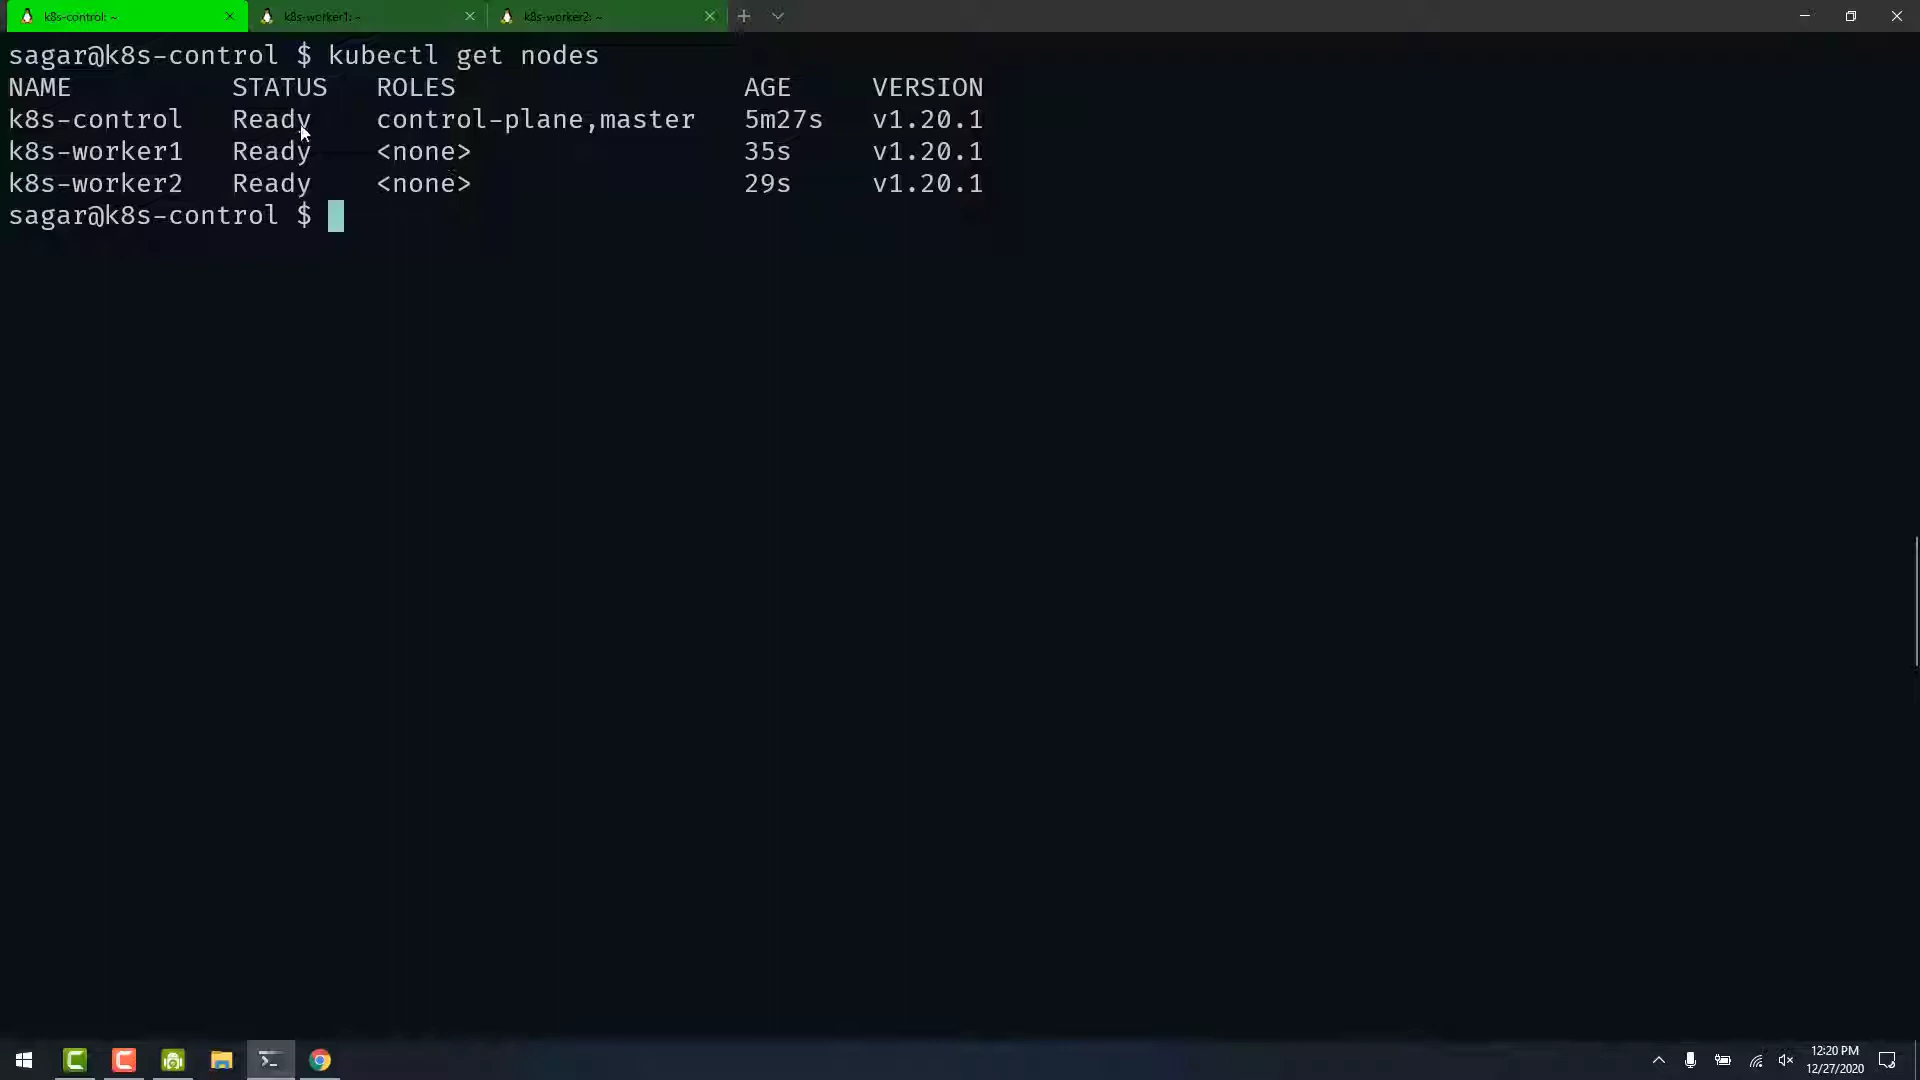 k8s-control: ~
k8s-worker1: ~
k8s-worker2: ~
sagar@k8s-control $ kubectl get nodes
NAME STATUS ROLES AGE VERSION
k8s-control Ready control-plane,master 5m27s v1.20.1
k8s-worker1 Ready <none> 35s v1.20.1
k8s-worker2 Ready <none> 29s v1.20.1
sagar@k8s-control $
12:20 PM
12/27/2020